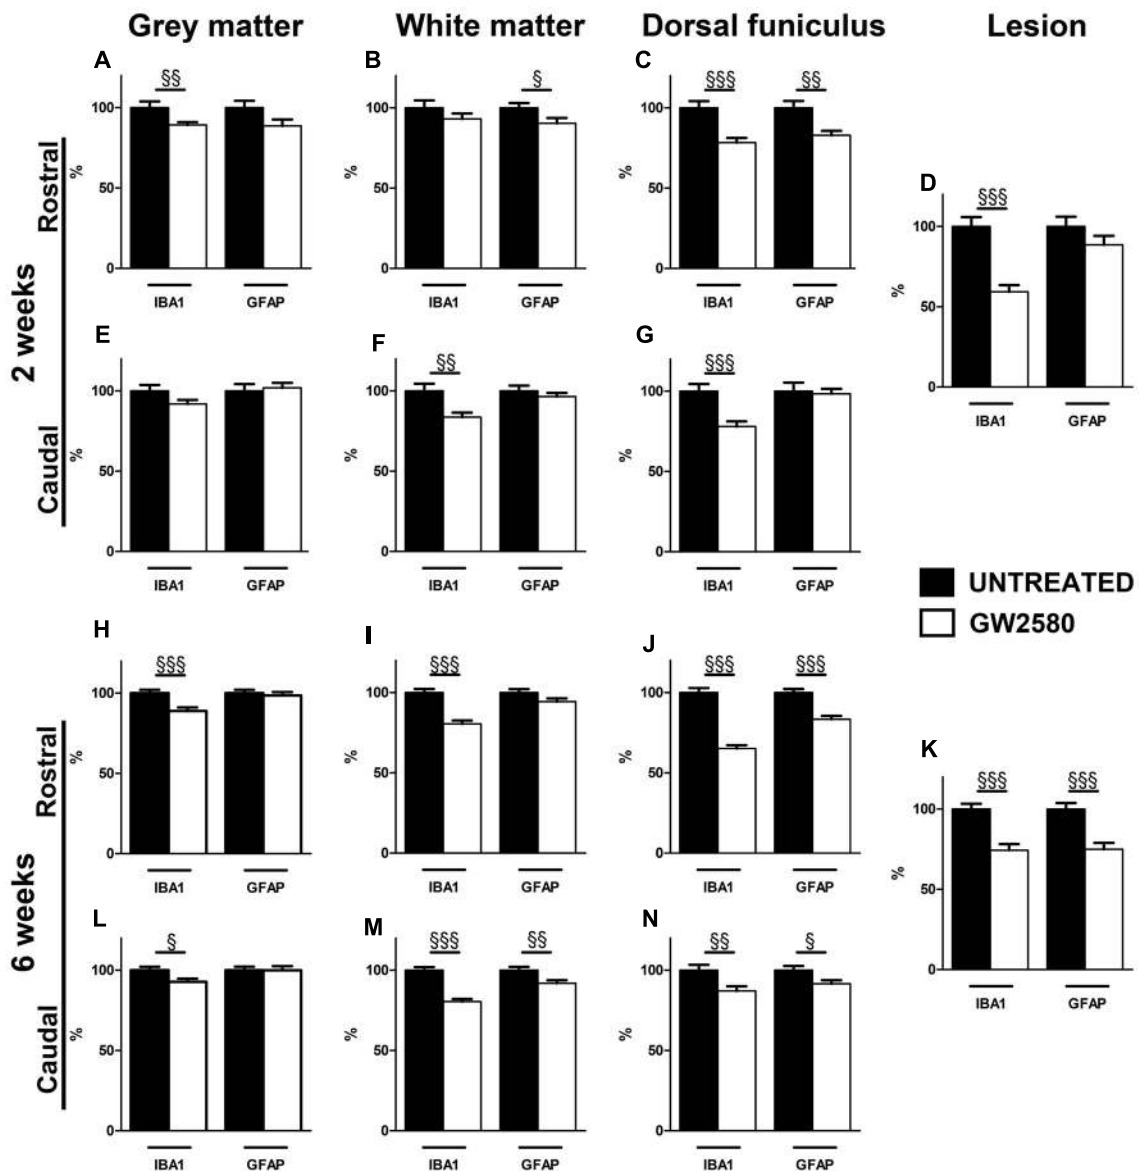 Grey matter White matter Dorsal funiculus Lesion
2 weeks
Rostral
A
§§
%
100
50
0
IBA1 GFAP
B
§
%
100
50
0
IBA1 GFAP
C
§§§ §§
%
100
50
0
IBA1 GFAP
D
§§§
%
100
50
0
IBA1 GFAP
Caudal
E
%
100
50
0
IBA1 GFAP
F
§§
%
100
50
0
IBA1 GFAP
G
§§§
%
100
50
0
IBA1 GFAP
UNTREATED
GW2580
6 weeks
Rostral
H
§§§
%
100
50
0
IBA1 GFAP
I
§§§
%
100
50
0
IBA1 GFAP
J
§§§ §§§
%
100
50
0
IBA1 GFAP
K
§§§ §§§
%
100
50
0
IBA1 GFAP
Caudal
L
§
%
100
50
0
IBA1 GFAP
M
§§§ §§
%
100
50
0
IBA1 GFAP
N
§§ §
%
100
50
0
IBA1 GFAP